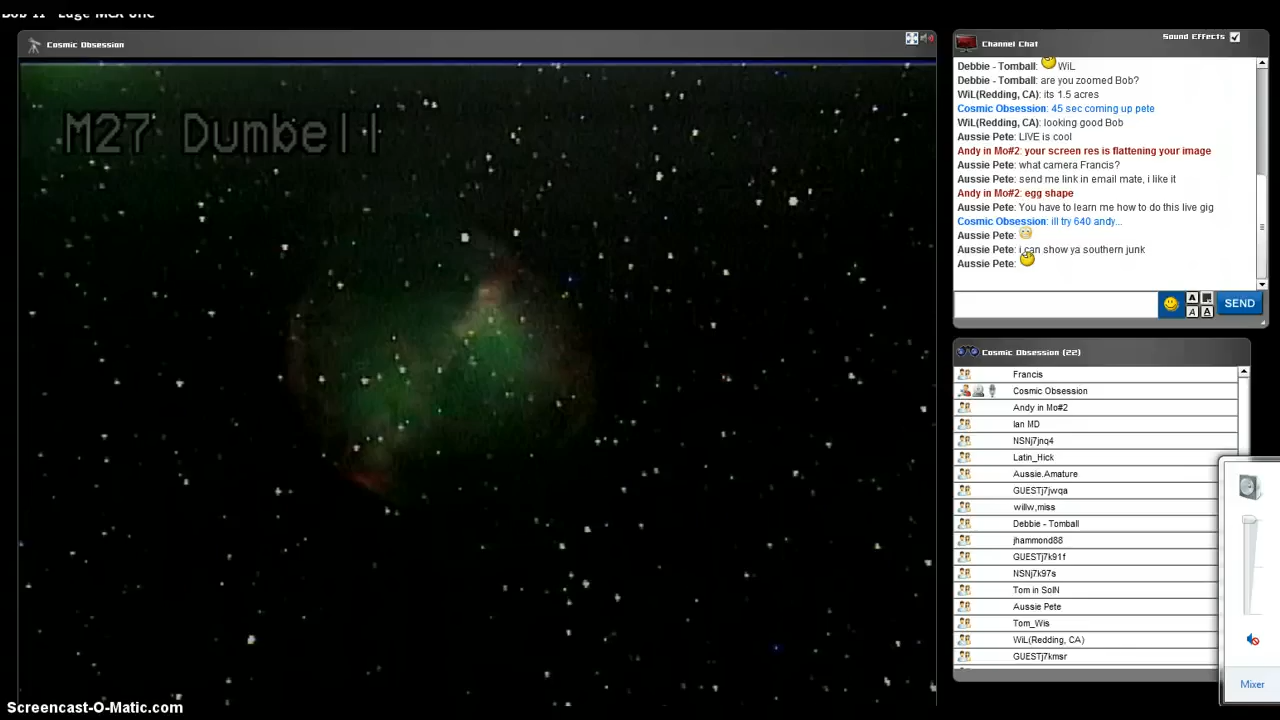 Cosmic Obsession
M27 Dumbell
Channel Chat
Sound Effects
Debbie - Tomball: WiL
Debbie - Tomball: are you zoomed Bob?
WiL(Redding, CA): its 1.5 acres
Cosmic Obsession: 45 sec coming up pete
WiL(Redding, CA): looking good Bob
Aussie Pete: LIVE is cool
Andy in Mo#2: your screen res is flattening your image
Aussie Pete: what camera Francis?
Aussie Pete: send me link in email mate, i like it
Andy in Mo#2: egg shape
Aussie Pete: You have to learn me how to do this live gig
Cosmic Obsession: ill try 640 andy...
Aussie Pete:
Aussie Pete: i can show ya southern junk
Aussie Pete:
A
A A
SEND
Cosmic Obsession (22)
Francis
Cosmic Obsession
Andy in Mo#2
Ian MD
NSNj7jnq4
Latin_Hick
Aussie.Amature
GUESTj7jwqa
willw,miss
Debbie - Tomball
jhammond88
GUESTj7k91f
NSNj7k97s
Tom in SoIN
Aussie Pete
Tom_Wis
WiL(Redding, CA)
GUESTj7kmsr
Mixer
Screencast-O-Matic.com